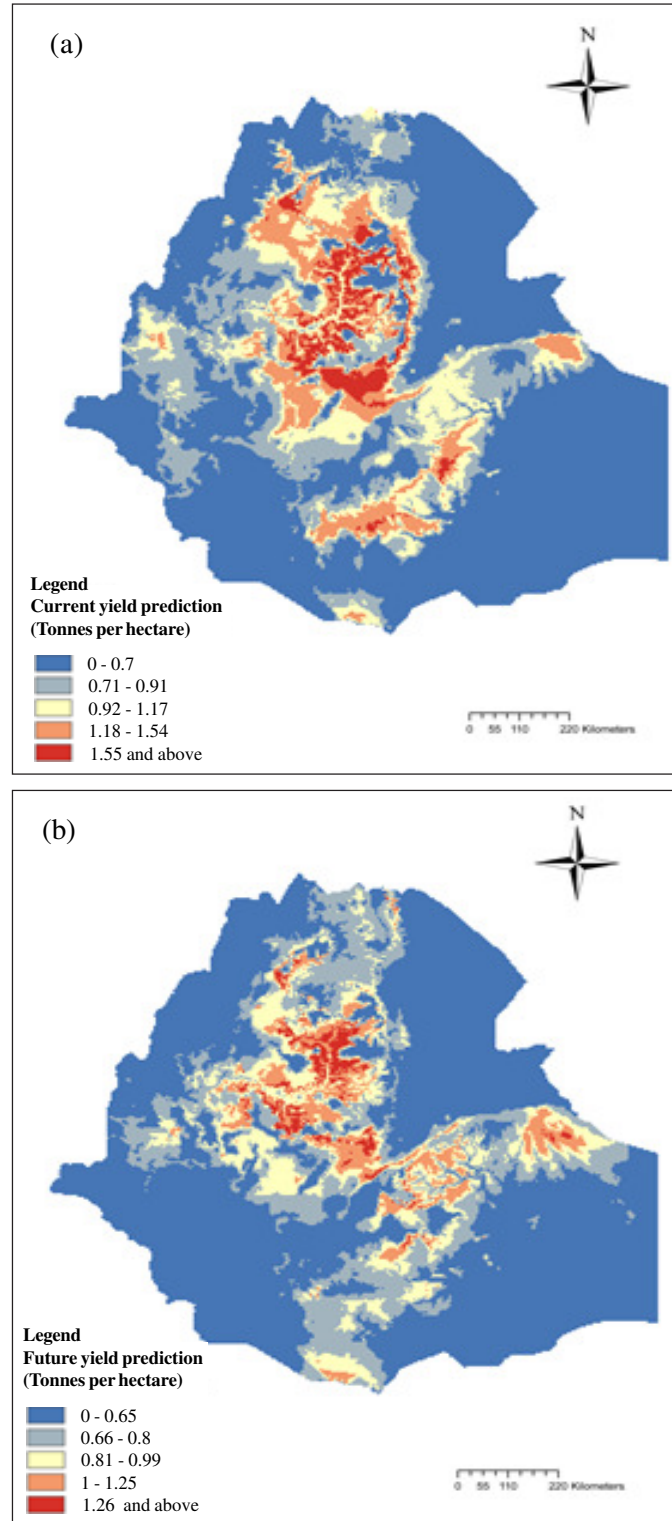 (a)
N
Legend
Current yield prediction
(Tonnes per hectare)
0 - 0.7
0.71 - 0.91
0.92 - 1.17
1.18 - 1.54
1.55 and above
0 55 110 220 Kilometers
(b)
N
Legend
Future yield prediction
(Tonnes per hectare)
0 - 0.65
0.66 - 0.8
0.81 - 0.99
1 - 1.25
1.26 and above
0 55 110 220 Kilometers